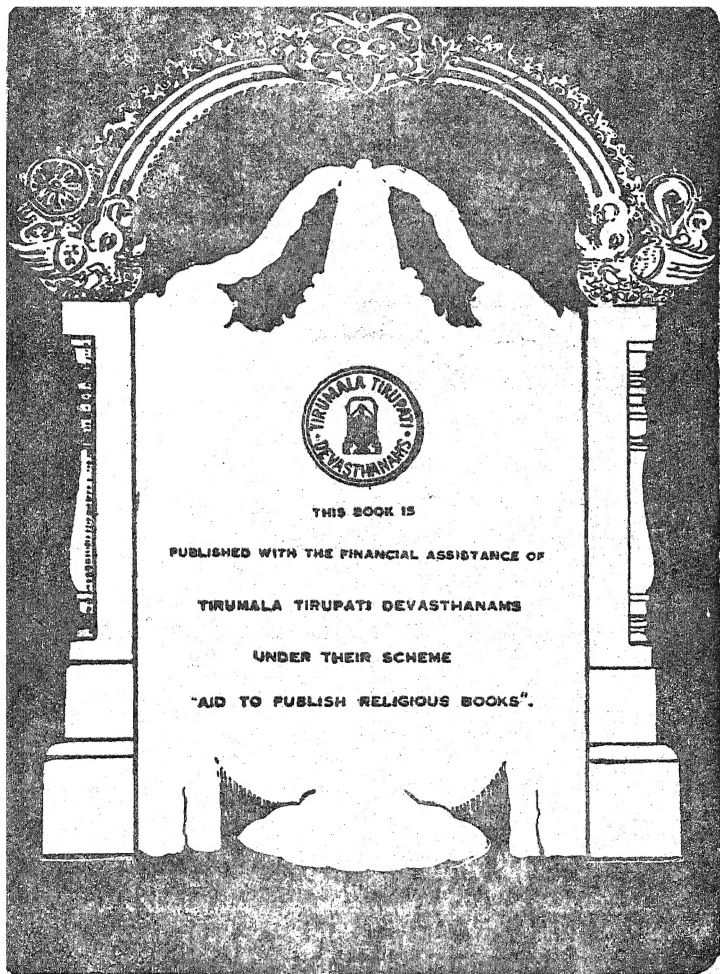 TIRUMALA TIRUPATI
DEVASTHANAMS
THIS BOOK IS
PUBLISHED WITH THE FINANCIAL ASSISTANCE OF
TIRUMALA TIRUPATI DEVASTHANAMS
UNDER THEIR SCHEME
"AID TO PUBLISH RELIGIOUS BOOKS".